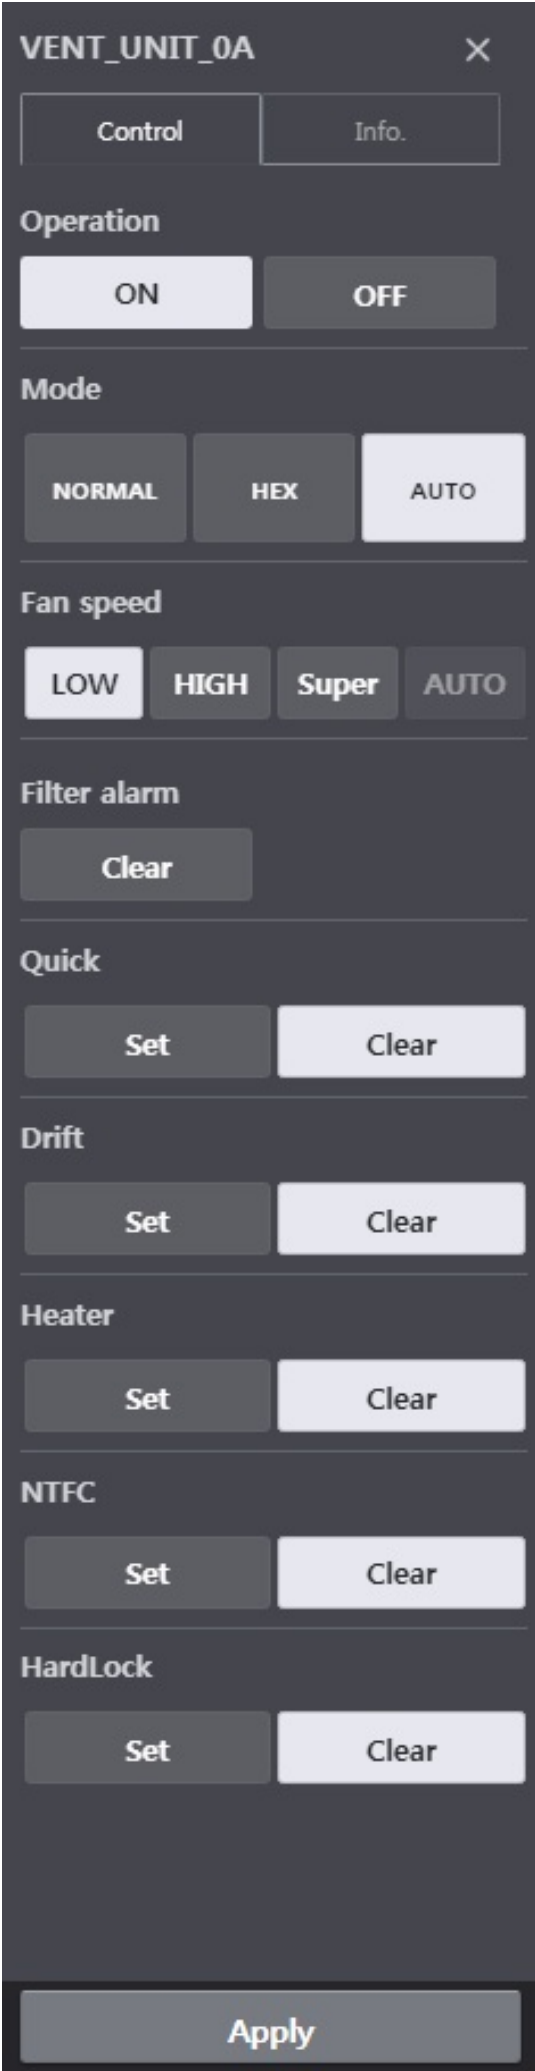 VENT_UNIT_0A ×
Control Info.
Operation
ON OFF
Mode
NORMAL HEX AUTO
Fan speed
LOW HIGH Super AUTO
Filter alarm
Clear
Quick
Set Clear
Drift
Set Clear
Heater
Set Clear
NTFC
Set Clear
HardLock
Set Clear
Apply